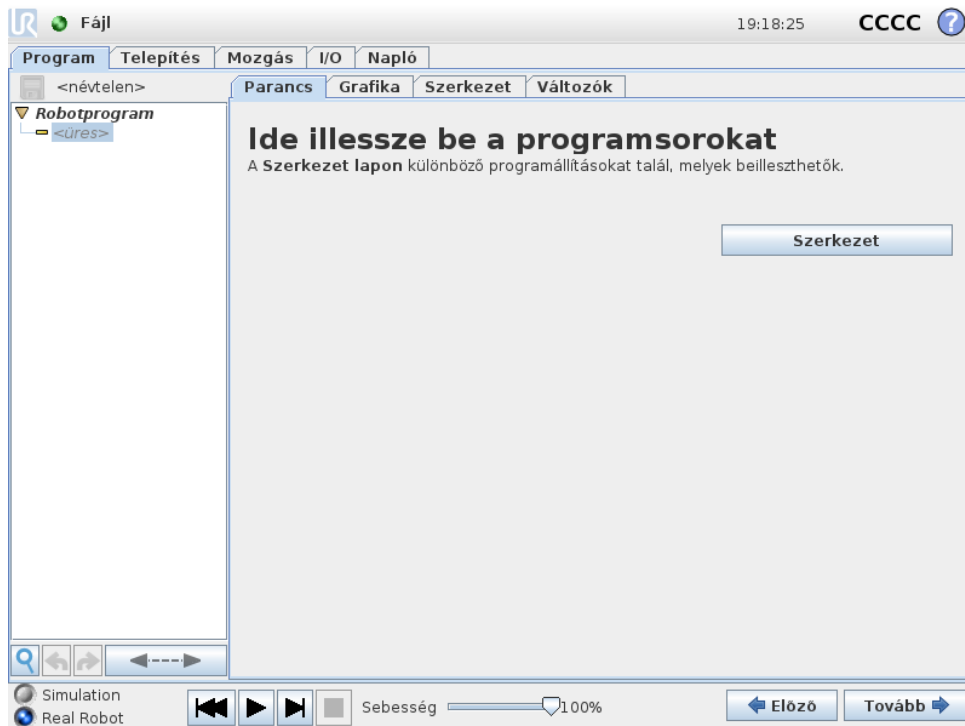 UR Fájl 19:18:25 CCCC ?
Program Telepítés Mozgás I/O Napló
<névtelen> Parancs Grafika Szerkezet Változók
Robotprogram
<üres>
Ide illessze be a programsorokat
A Szerkezet lapon különböző programállításokat talál, melyek beilleszthetők.
Szerkezet
Simulation
Real Robot
Sebesség 100%
Előző Tovább